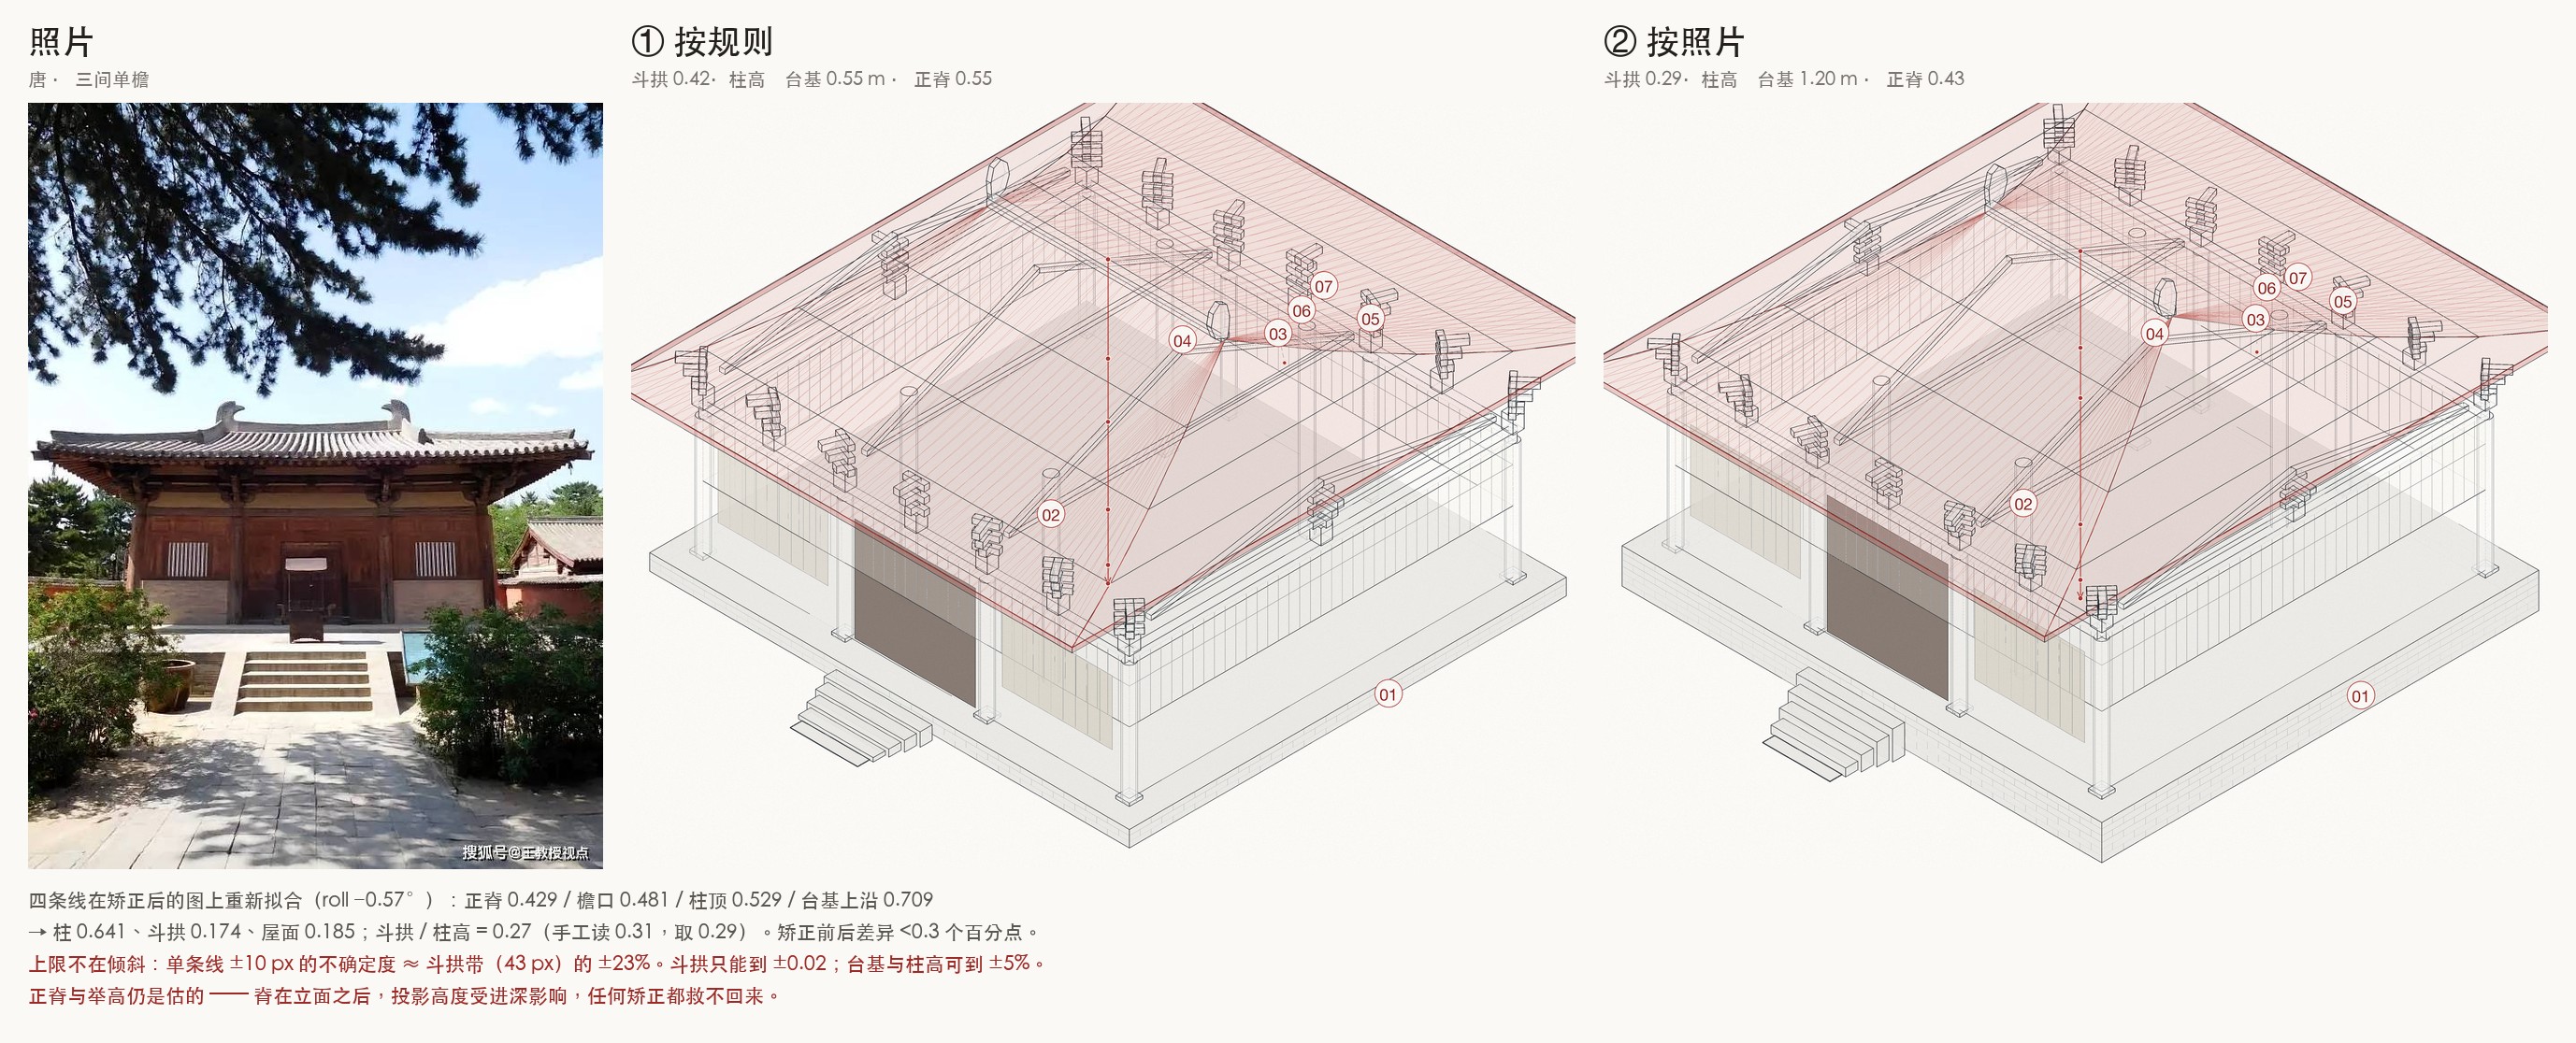 照片
唐 · 三间单檐
搜狐号@王教授视点
① 按规则
斗拱 0.42· 柱高 台基 0.55 m · 正脊 0.55
04
03
07
06
05
02
01
② 按照片
斗拱 0.29· 柱高 台基 1.20 m · 正脊 0.43
04
03
07
06
05
02
01
四条线在矫正后的图上重新拟合（roll −0.57°）：正脊 0.429 / 檐口 0.481 / 柱顶 0.529 / 台基上沿 0.709
→ 柱 0.641、斗拱 0.174、屋面 0.185；斗拱 / 柱高 = 0.27（手工读 0.31，取 0.29）。矫正前后差异 <0.3 个百分点。
上限不在倾斜：单条线 ±10 px 的不确定度 ≈ 斗拱带（43 px）的 ±23%。斗拱只能到 ±0.02；台基与柱高可到 ±5%。
正脊与举高仍是估的 —— 脊在立面之后，投影高度受进深影响，任何矫正都救不回来。